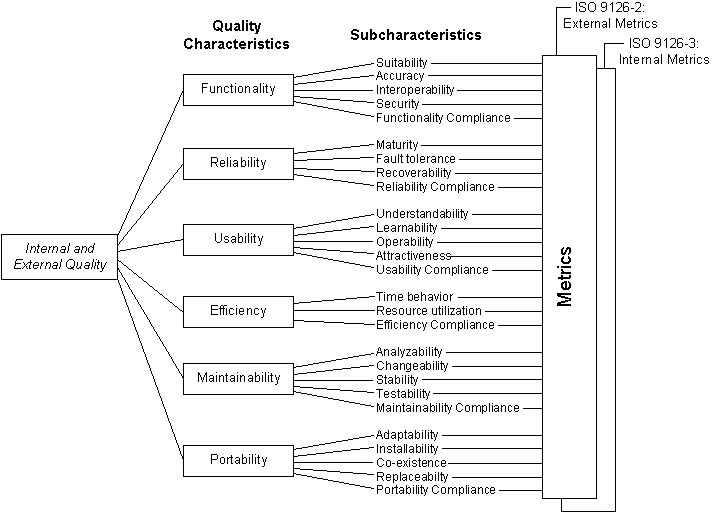 ISO 9126-2:
External Metrics
ISO 9126-3:
Internal Metrics
Quality
Characteristics
Subcharacteristics
Internal and
External Quality
Functionality
Suitability
Accuracy
Interoperability
Security
Functionality Compliance
Reliability
Maturity
Fault tolerance
Recoverability
Reliability Compliance
Usability
Understandability
Learnability
Operability
Attractiveness
Usability Compliance
Efficiency
Time behavior
Resource utilization
Efficiency Compliance
Maintainability
Analyzability
Changeability
Stability
Testability
Maintainability Compliance
Portability
Adaptability
Installability
Co-existence
Replaceabilty
Portability Compliance
Metrics